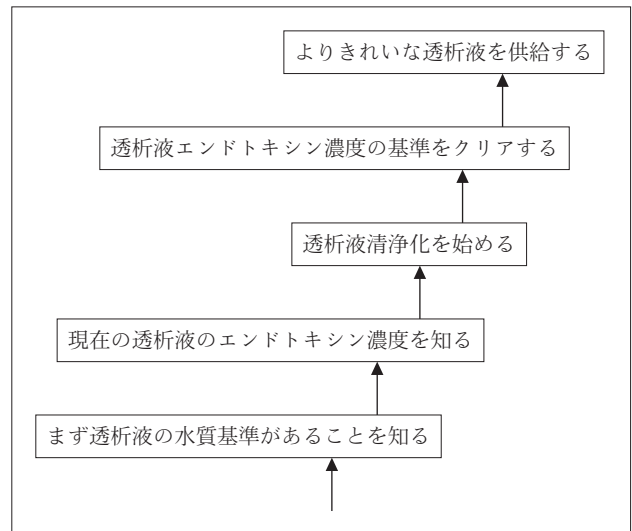 よりきれいな透析液を供給する
透析液エンドトキシン濃度の基準をクリアする
透析液清浄化を始める
現在の透析液のエンドトキシン濃度を知る
まず透析液の水質基準があることを知る